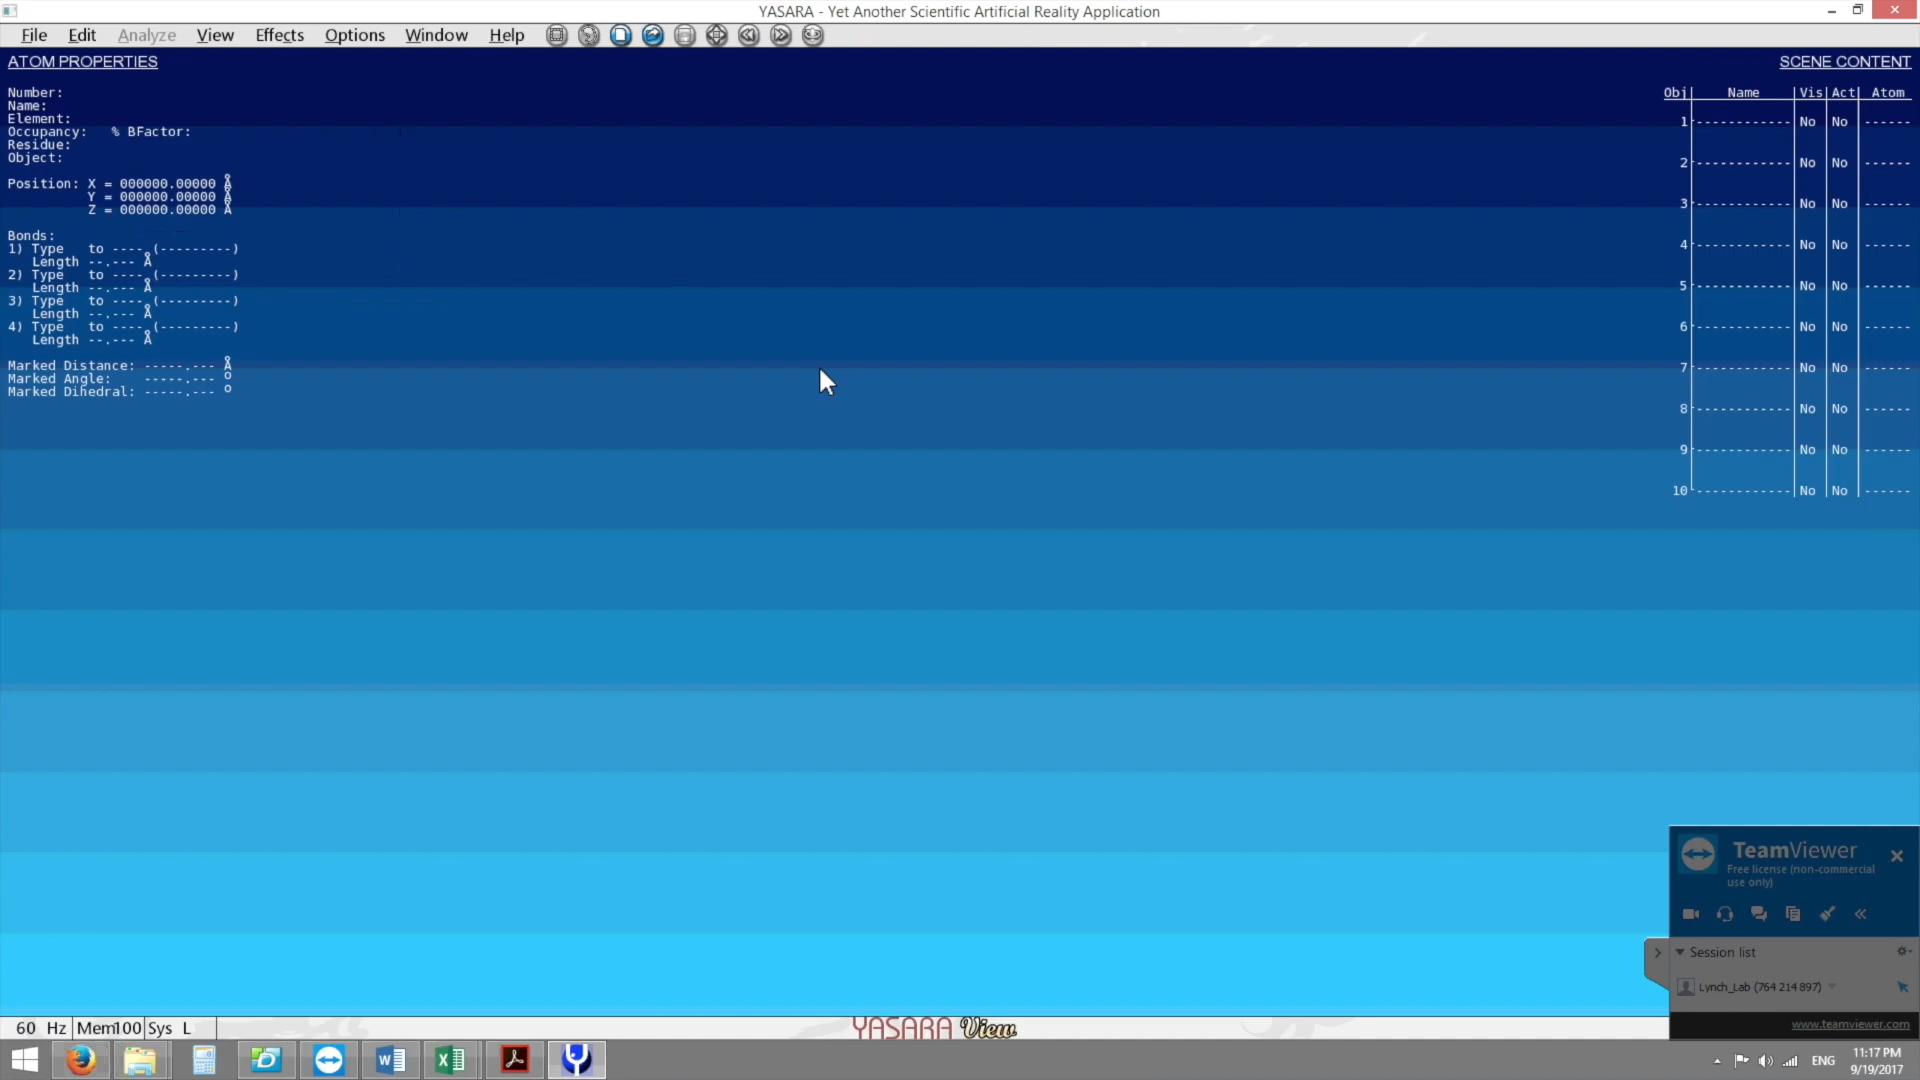 YASARA - Yet Another Scientific Artificial Reality Application
File Edit Analyze View Effects Options Window Help
ATOM PROPERTIES
Number:
Name:
Element:
Occupancy: % BFactor:
Residue:
Object:
Position: X = 000000.00000 Å
Y = 000000.00000 Å
Z = 000000.00000 Å
Bonds:
1) Type to ---- (---------)
Length --.--- Å
2) Type to ---- (---------)
Length --.--- Å
3) Type to ---- (---------)
Length --.--- Å
4) Type to ---- (---------)
Length --.--- Å
Marked Distance: -----.--- Å
Marked Angle: -----.--- o
Marked Dihedral: -----.--- o
SCENE CONTENT
Obj| Name |Vis|Act| Atom
1 ------------ No No ------
2 ------------ No No ------
3 ------------ No No ------
4 ------------ No No ------
5 ------------ No No ------
6 ------------ No No ------
7 ------------ No No ------
8 ------------ No No ------
9 ------------ No No ------
10 ------------ No No ------
TeamViewer
Free license (non-commercial
use only)
Session list
Lynch_Lab (764 214 897)
www.teamviewer.com
60 Hz Mem100 Sys L
YASARA View
ENG
11:17 PM
9/19/2017